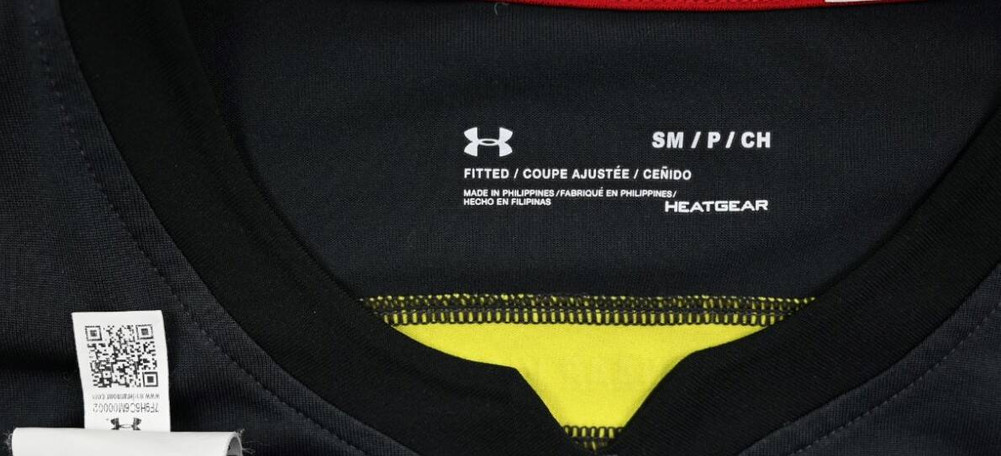 SM / P / CH
FITTED / COUPE AJUSTÉE / CEÑIDO
MADE IN PHILIPPINES/FABRIQUÉ EN PHILIPPINES/
HECHO EN FILIPINAS
HEATGEAR